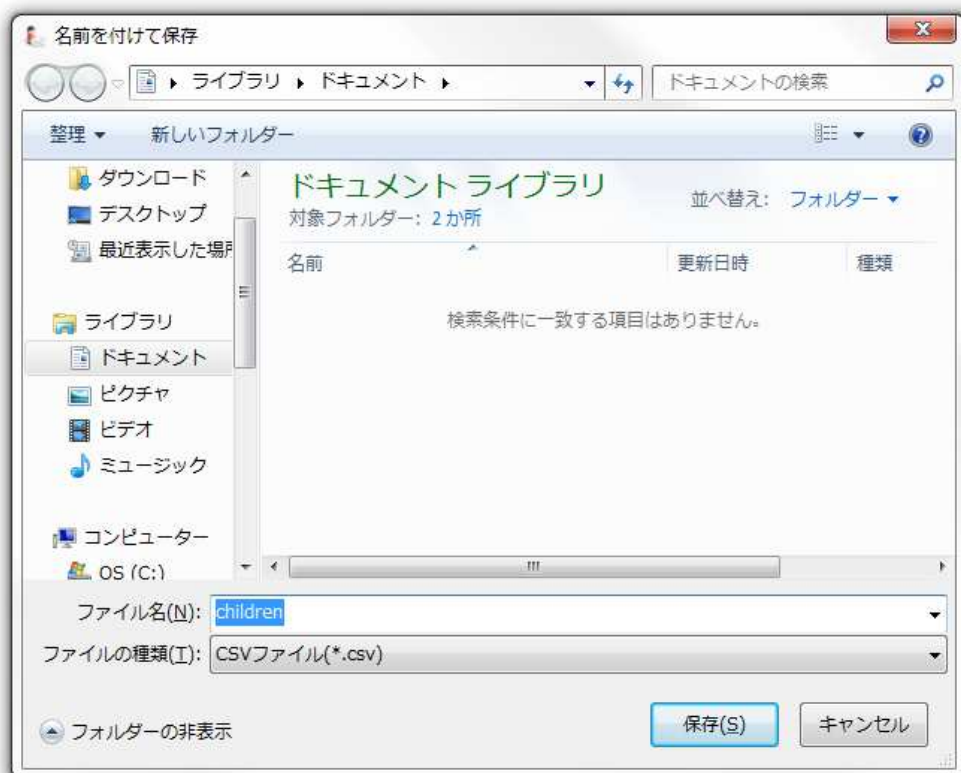 名前を付けて保存
ライブラリ ドキュメント ドキュメントの検索
整理 新しいフォルダー
ダウンロード
デスクトップ
最近表示した場所
ライブラリ
ドキュメント
ピクチャ
ビデオ
ミュージック
コンピューター
OS (C:)
ドキュメント ライブラリ
対象フォルダー: 2 か所
並べ替え: フォルダー
名前 更新日時 種類
検索条件に一致する項目はありません。
ファイル名(N): children
ファイルの種類(T): CSVファイル(*.csv)
フォルダーの非表示 保存(S) キャンセル